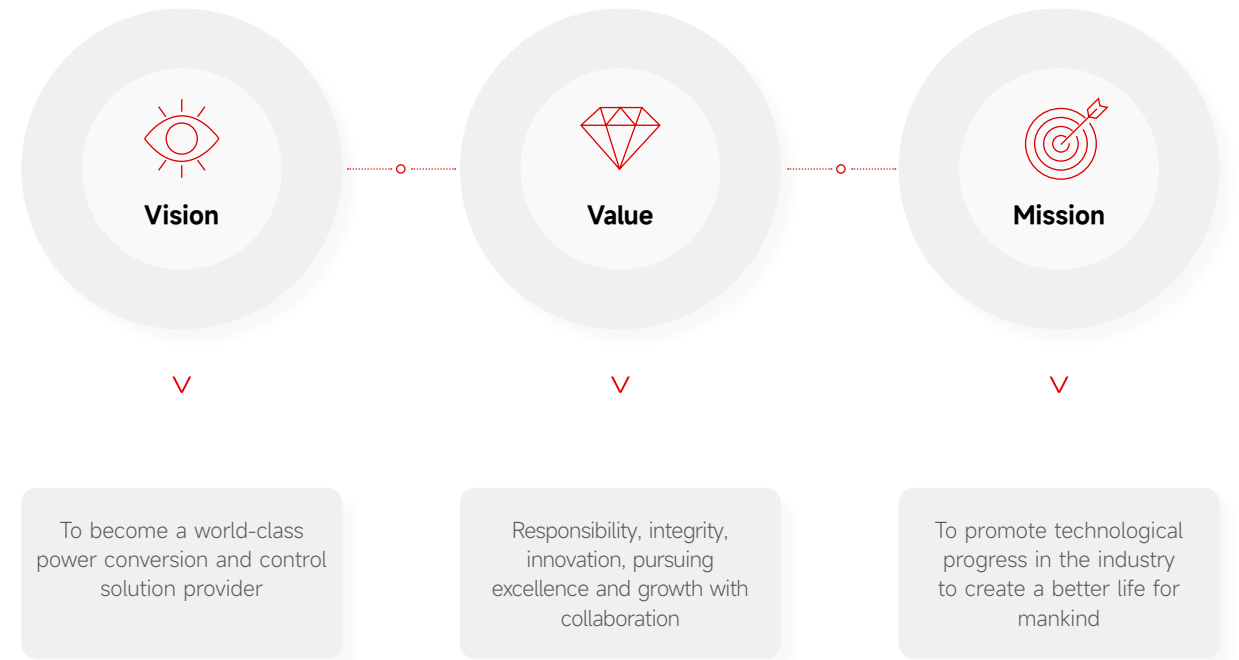 Vision
Value
Mission
To become a world-class
power conversion and control
solution provider
Responsibility, integrity,
innovation, pursuing
excellence and growth with
collaboration
To promote technological
progress in the industry
to create a better life for
mankind